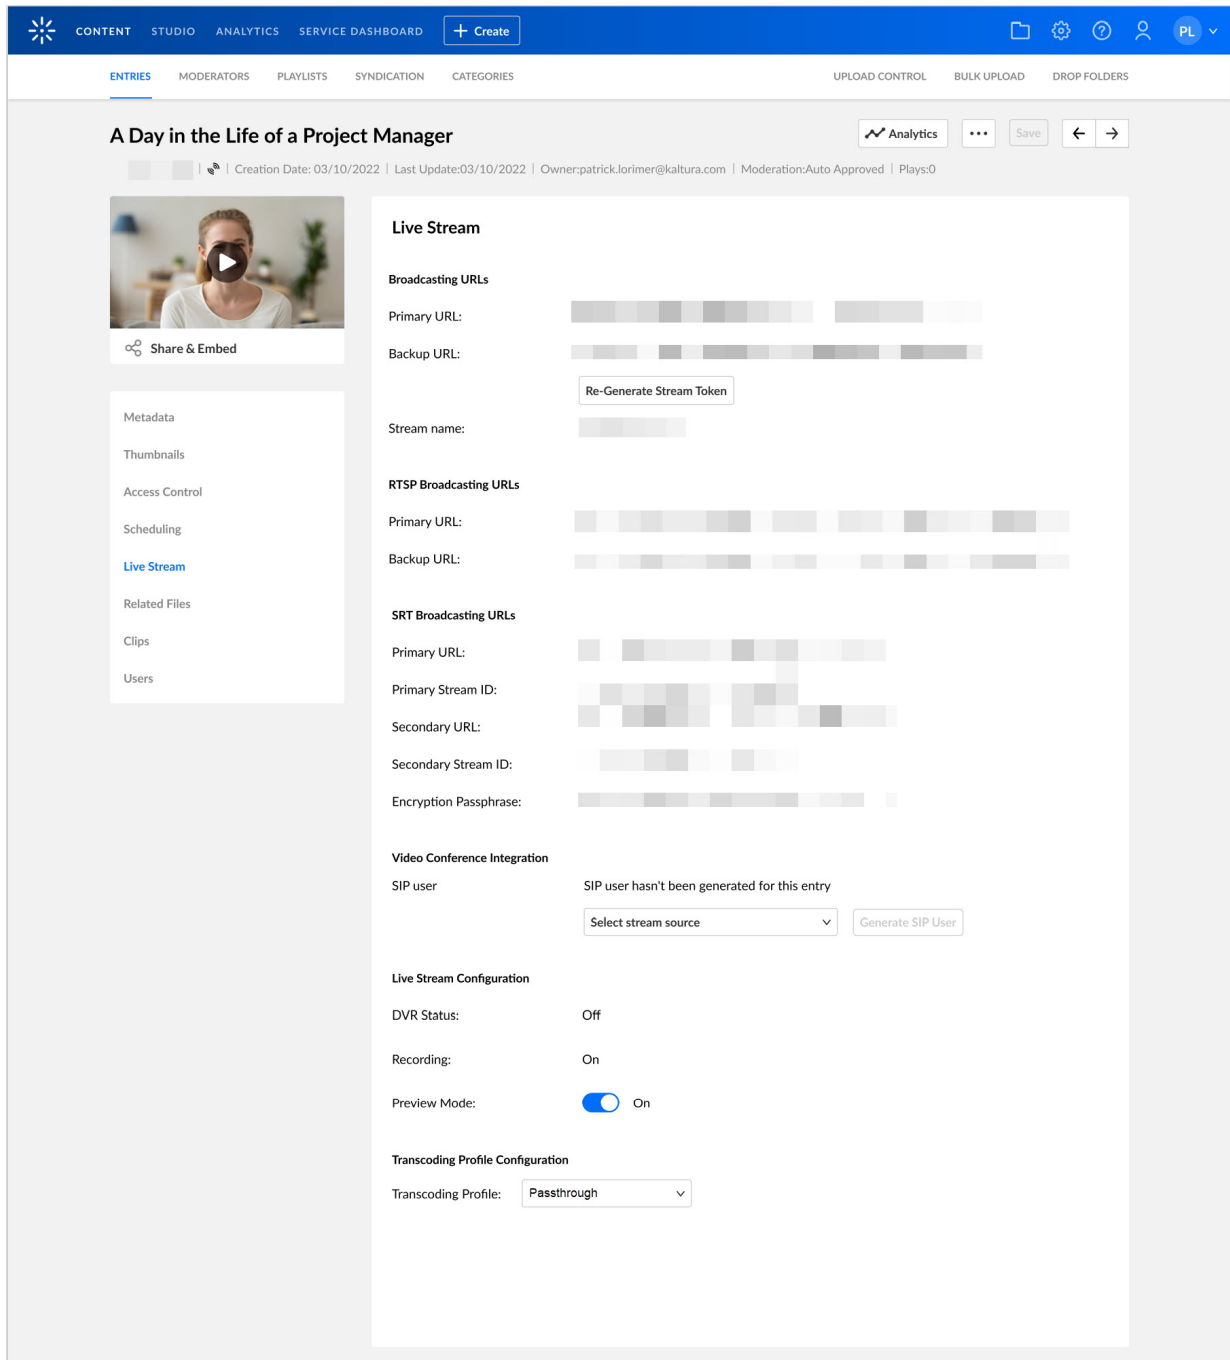 CONTENT STUDIO ANALYTICS SERVICE DASHBOARD + Create PL
ENTRIES MODERATORS PLAYLISTS SYNDICATION CATEGORIES UPLOAD CONTROL BULK UPLOAD DROP FOLDERS
A Day in the Life of a Project Manager Analytics ••• Save
| | Creation Date: 03/10/2022 | Last Update:03/10/2022 | Owner:patrick.lorimer@kaltura.com | Moderation:Auto Approved | Plays:0
Share & Embed
Metadata
Thumbnails
Access Control
Scheduling
Live Stream
Related Files
Clips
Users
Live Stream
Broadcasting URLs
Primary URL:
Backup URL:
Re-Generate Stream Token
Stream name:
RTSP Broadcasting URLs
Primary URL:
Backup URL:
SRT Broadcasting URLs
Primary URL:
Primary Stream ID:
Secondary URL:
Secondary Stream ID:
Encryption Passphrase:
Video Conference Integration
SIP user SIP user hasn't been generated for this entry
Select stream source Generate SIP User
Live Stream Configuration
DVR Status: Off
Recording: On
Preview Mode: On
Transcoding Profile Configuration
Transcoding Profile: Passthrough